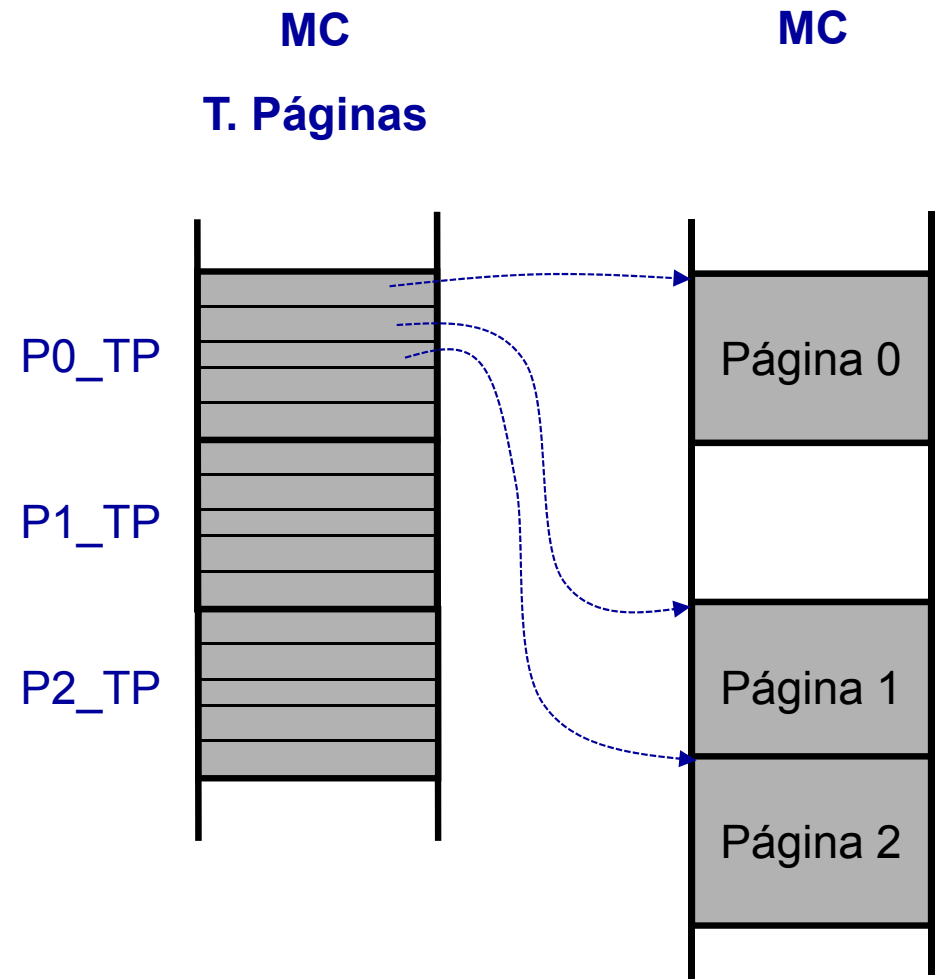 MC
T. Páginas
P0_TP
P1_TP
P2_TP
MC
Página 0
Página 1
Página 2